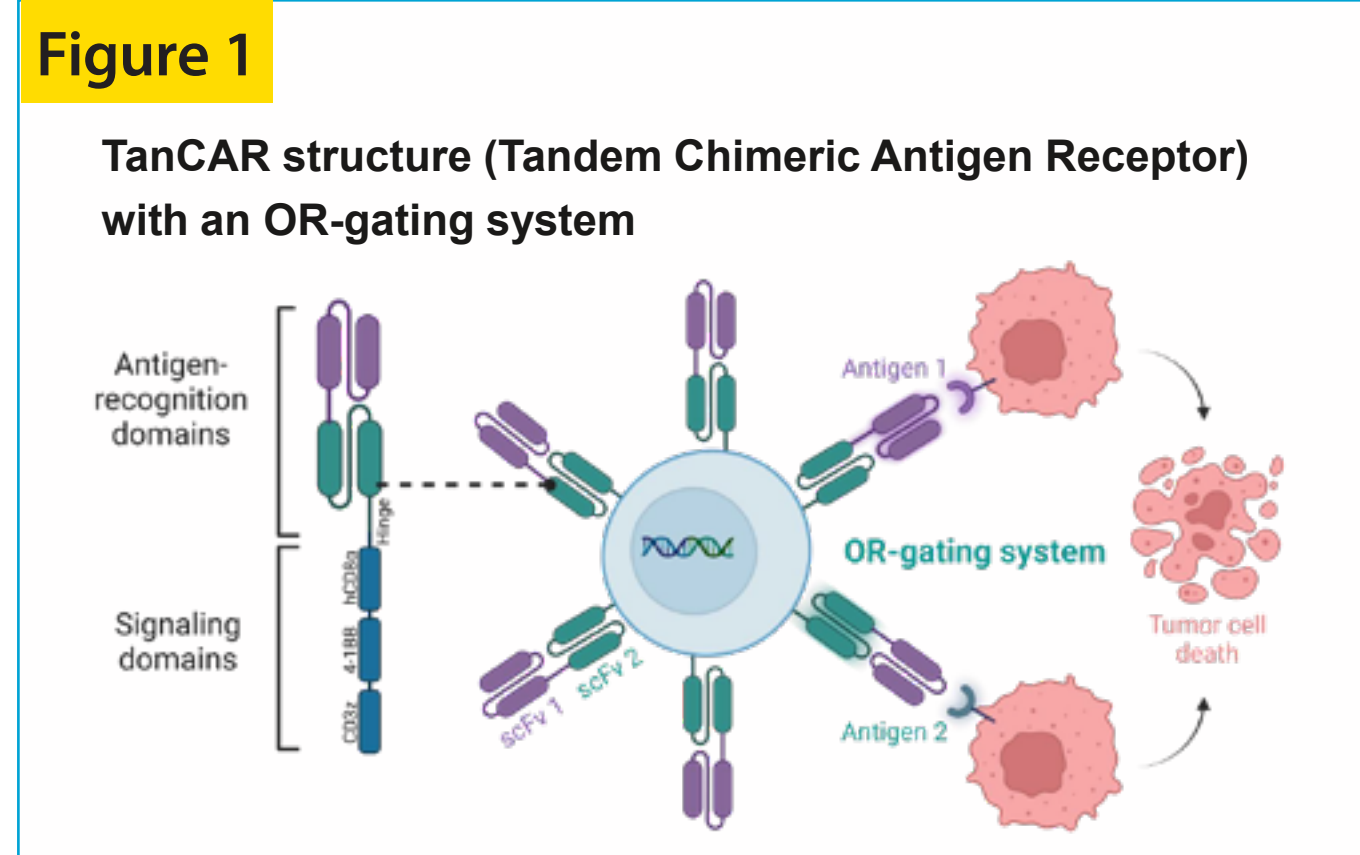 Figure 1
TanCAR structure (Tandem Chimeric Antigen Receptor)
with an OR-gating system
Antigen-
recognition
domains
Hinge
Signaling
domains
hCD8α
4-1BB
CD3z
scFv 1
scFv 2
Antigen 1
OR-gating system
Antigen 2
Tumor cell
death